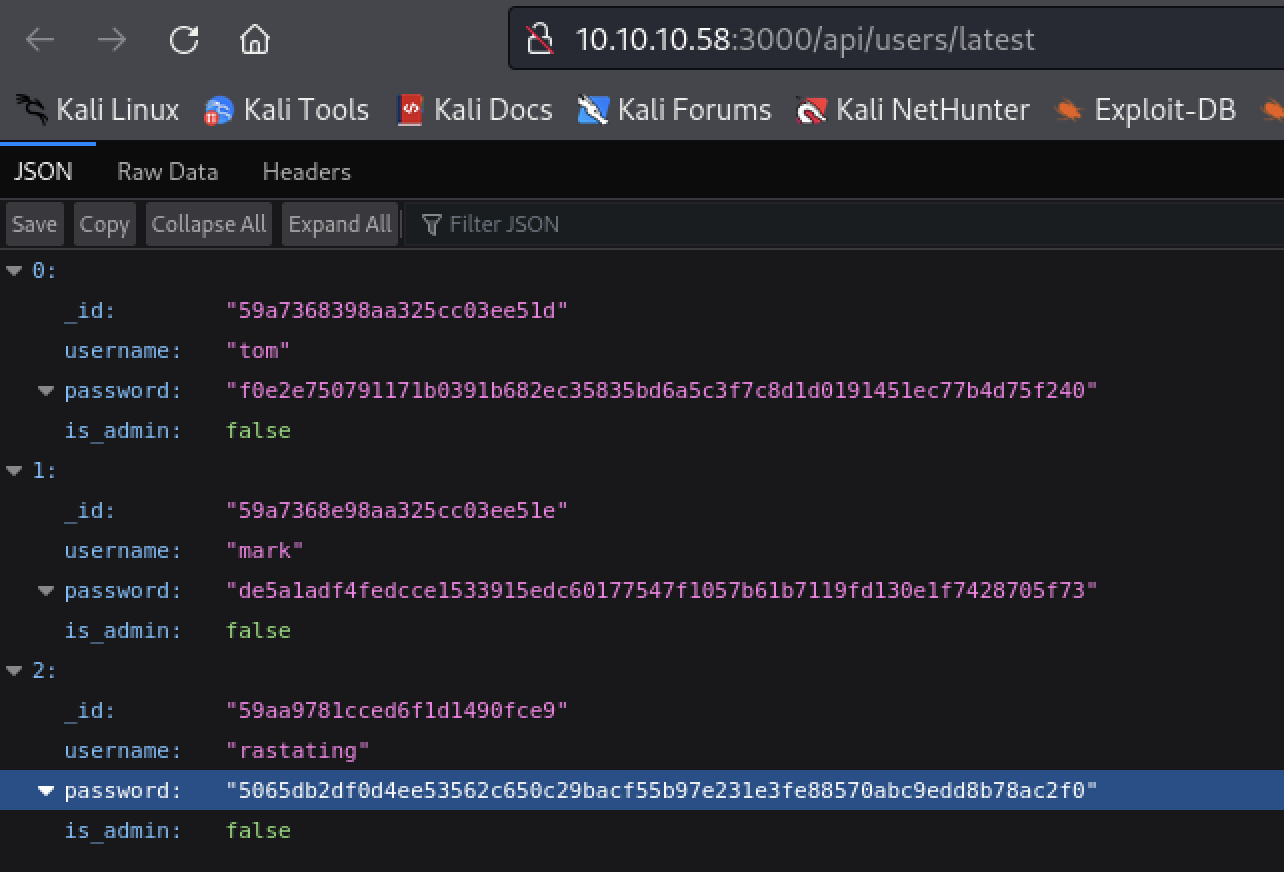 10.10.10.58:3000/api/users/latest
Kali Linux Kali Tools Kali Docs Kali Forums Kali NetHunter Exploit-DB
JSON Raw Data Headers
Save Copy Collapse All Expand All Filter JSON
0:
_id: "59a7368398aa325cc03ee51d"
username: "tom"
password: "f0e2e750791171b0391b682ec35835bd6a5c3f7c8d1d0191451ec77b4d75f240"
is_admin: false
1:
_id: "59a7368e98aa325cc03ee51e"
username: "mark"
password: "de5a1adf4fedcce1533915edc60177547f1057b61b7119fd130e1f7428705f73"
is_admin: false
2:
_id: "59aa9781cced6f1d1490fce9"
username: "rastating"
password: "5065db2df0d4ee53562c650c29bacf55b97e231e3fe88570abc9edd8b78ac2f0"
is_admin: false